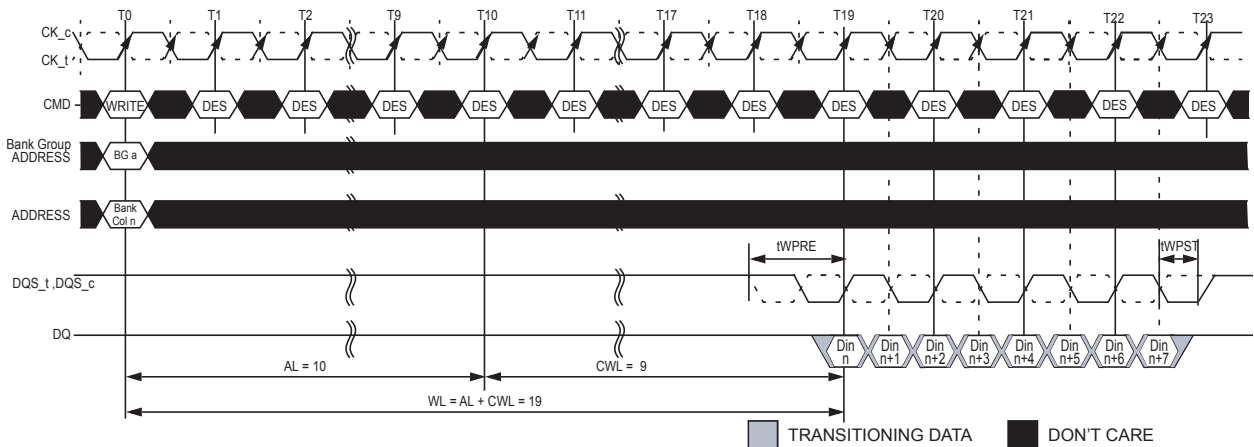 T0 T1 T2 T9 T10 T11 T17 T18 T19 T20 T21 T22 T23
CK_c
CK_t
CMD WRITE DES DES DES DES DES DES DES DES DES DES DES DES
Bank Group
ADDRESS BG a
ADDRESS Bank
Col n
tWPRE tWPST
DQS_t ,DQS_c
DQ Din
n Din
n+1 Din
n+2 Din
n+3 Din
n+4 Din
n+5 Din
n+6 Din
n+7
AL = 10 CWL = 9
WL = AL + CWL = 19
TRANSITIONING DATA DON'T CARE